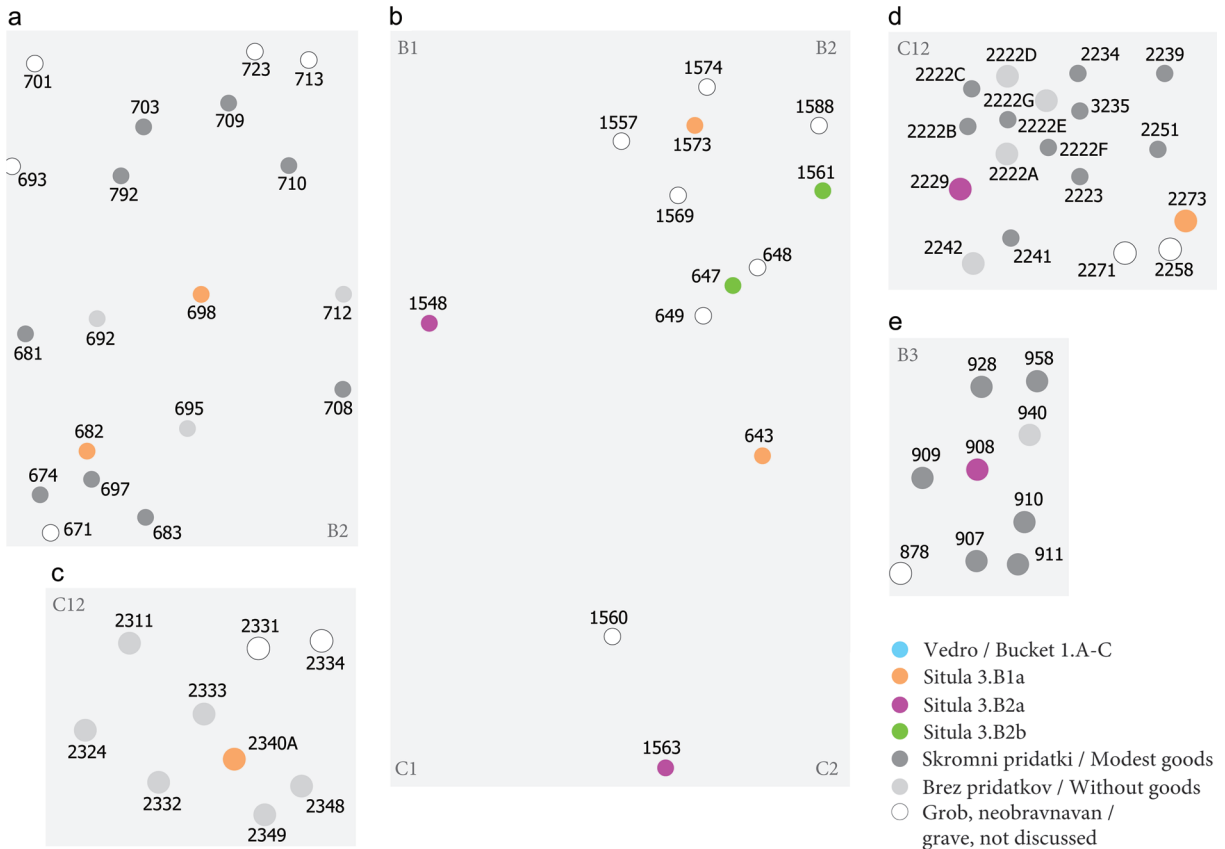 a
701
723
713
703
709
693
792
710
698
712
692
681
708
695
682
674
697
671
683
B2
b
B1
B2
1574
1588
1557
1573
1561
1569
648
647
1548
649
643
1560
1563
C1
C2
c
C12
2311
2331
2334
2333
2324
2340A
2332
2348
2349
d
C12
2222D
2234
2239
2222C
2222G
3235
2222B
2222E
2251
2222F
2222A
2229
2223
2273
2242
2241
2271
2258
e
B3
928
958
940
909
908
910
878
907
911
Vedro / Bucket 1.A-C
Situla 3.B1a
Situla 3.B2a
Situla 3.B2b
Skromni pridatki / Modest goods
Brez pridatkov / Without goods
Grob, neobravnavan /
grave, not discussed